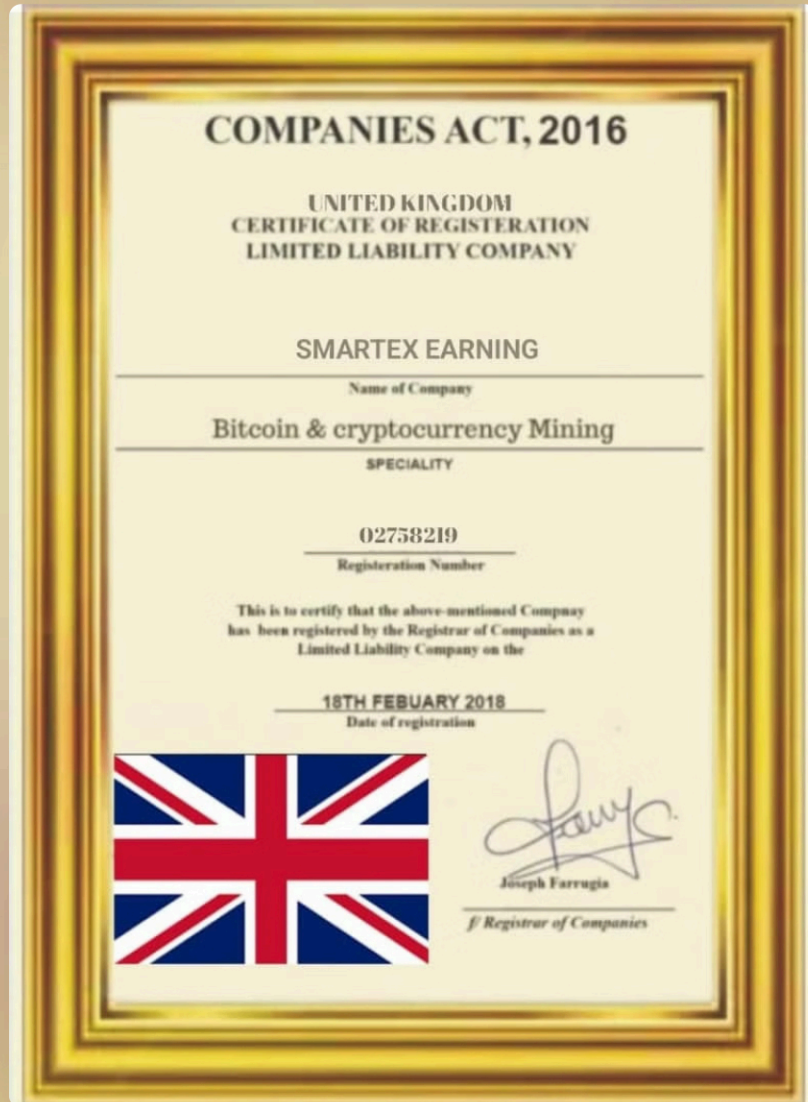 COMPANIES ACT, 2016
UNITED KINGDOM
CERTIFICATE OF REGISTERATION
LIMITED LIABILITY COMPANY
SMARTEX EARNING
Name of Company
Bitcoin & cryptocurrency Mining
SPECIALITY
02758219
Registeration Number
This is to certify that the above-mentioned Compnay
has been registered by the Registrar of Companies as a
Limited Liability Company on the
18TH FEBUARY 2018
Date of registration
Joseph Farrugia
f/ Registrar of Companies